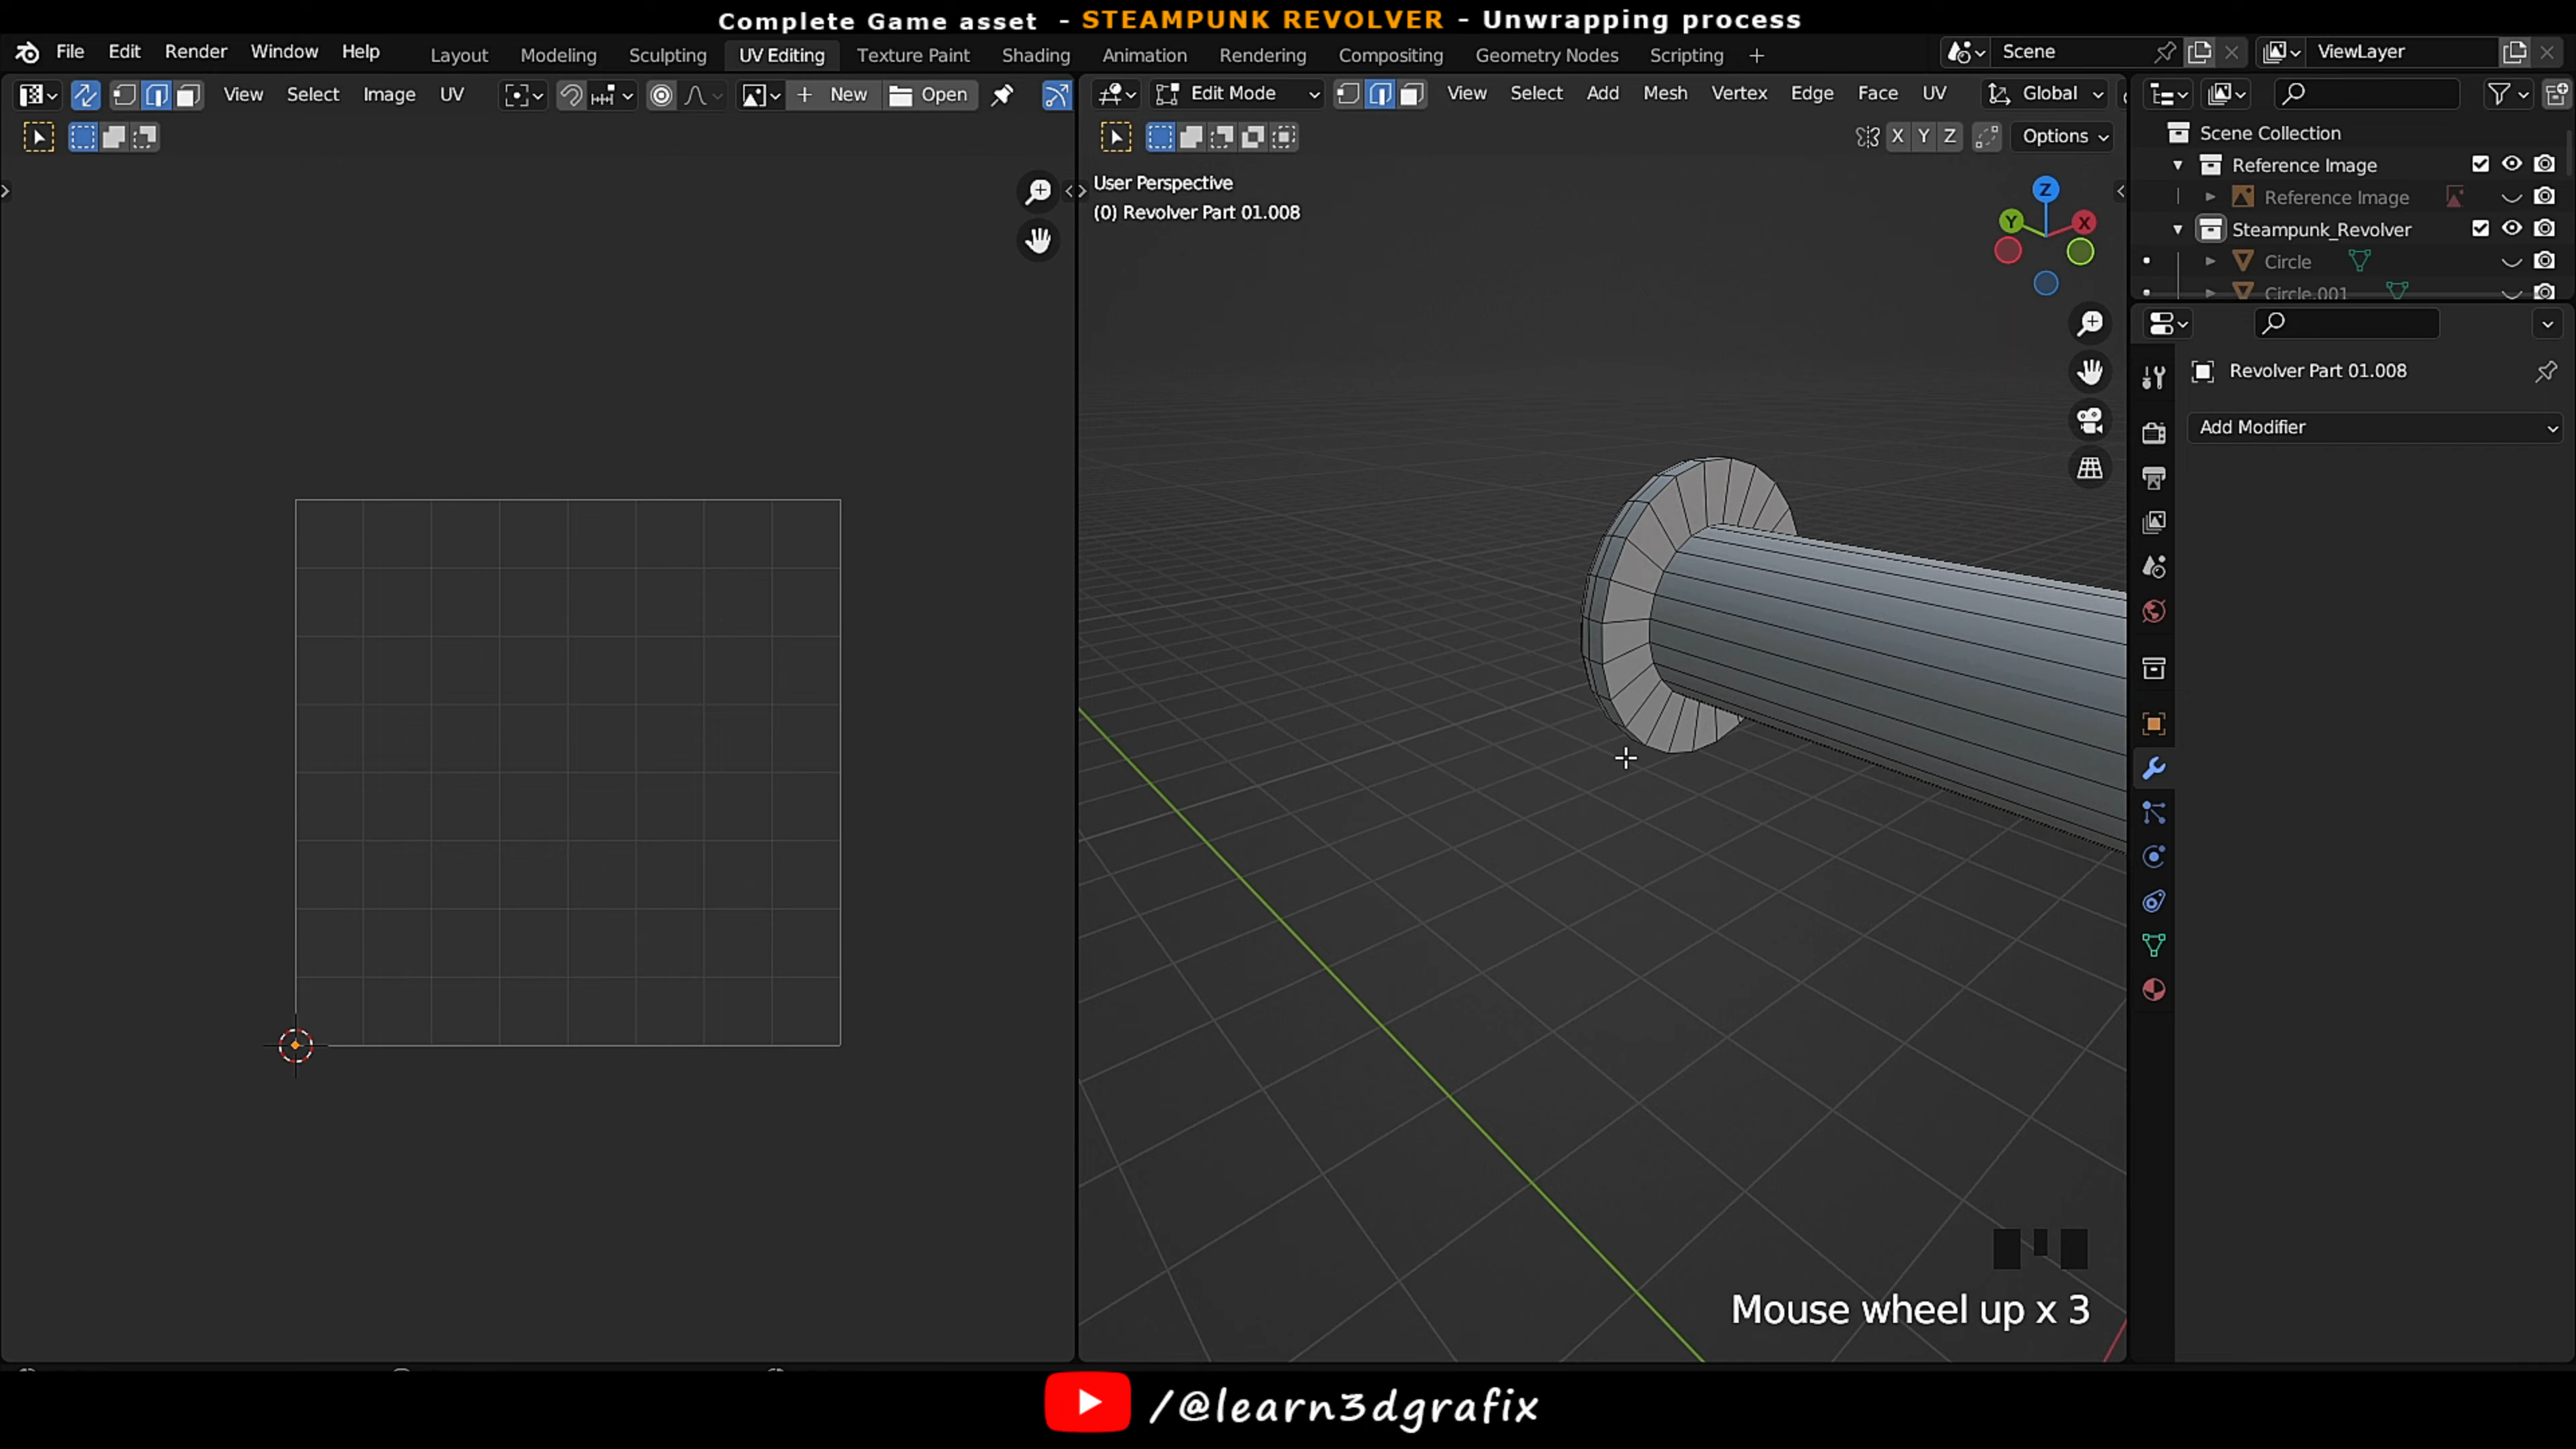 Complete Game asset - STEAMPUNK REVOLVER - Unwrapping process
File Edit Render Window Help Layout Modeling Sculpting UV Editing Texture Paint Shading Animation Rendering Compositing Geometry Nodes Scripting + Scene ViewLayer
View Select Image UV New Open
Edit Mode View Select Add Mesh Vertex Edge Face UV Global
X Y Z Options
User Perspective
(0) Revolver Part 01.008
Z
Y X
Scene Collection
Reference Image
Reference Image
Steampunk_Revolver
Circle
Circle.001
Revolver Part 01.008
Add Modifier
Mouse wheel up x 3
/@learn3dgrafix